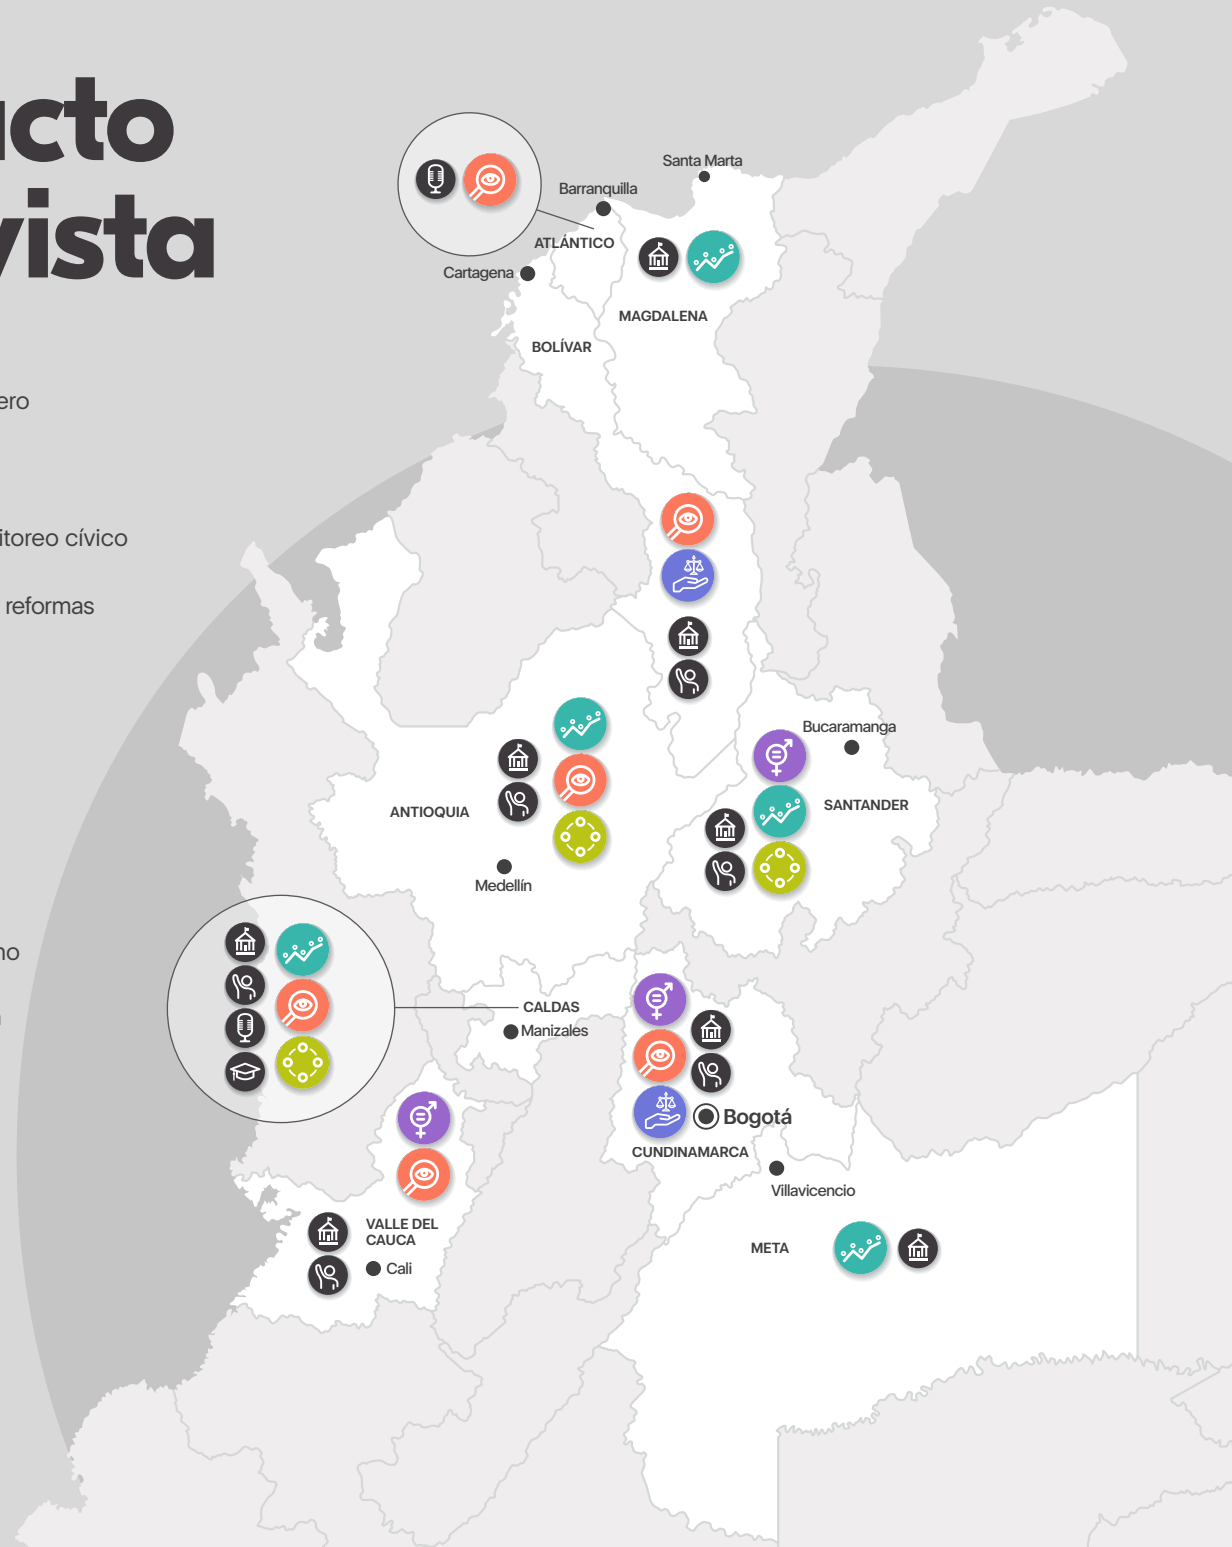 acto
vista
ero
itoreo cívico
reformas
no
Santa Marta
Barranquilla
ATLÁNTICO
Cartagena
MAGDALENA
BOLÍVAR
Bucaramanga
SANTANDER
ANTIOQUIA
Medellín
CALDAS
Manizales
Bogotá
CUNDINAMARCA
Villavicencio
VALLE DEL
CAUCA
Cali
META